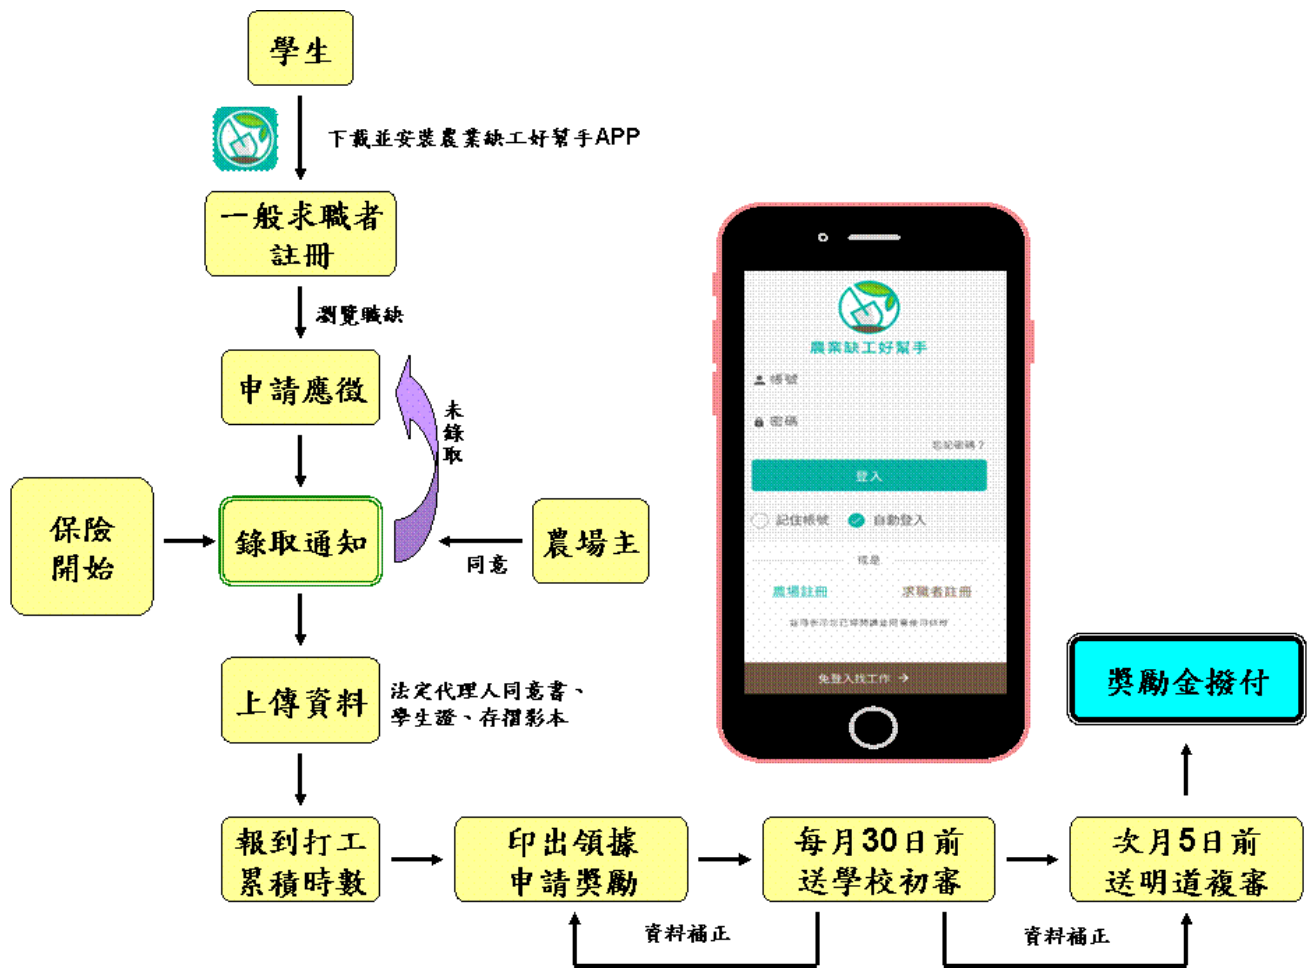 學生
下載並安裝農業缺工好幫手APP
一般求職者
註冊
瀏覽職缺
申請應徵
未
錄
取
保險
開始
錄取通知
同意
農場主
上傳資料
法定代理人同意書、
學生證、存摺影本
報到打工
累積時數
印出領據
申請獎勵
每月30日前
送學校初審
次月5日前
送明道複審
資料補正
資料補正
獎勵金撥付
農業缺工好幫手
帳號
密碼
忘記密碼？
登入
記住帳號
自動登入
或是
農場註冊
求職者註冊
免登入找工作 →